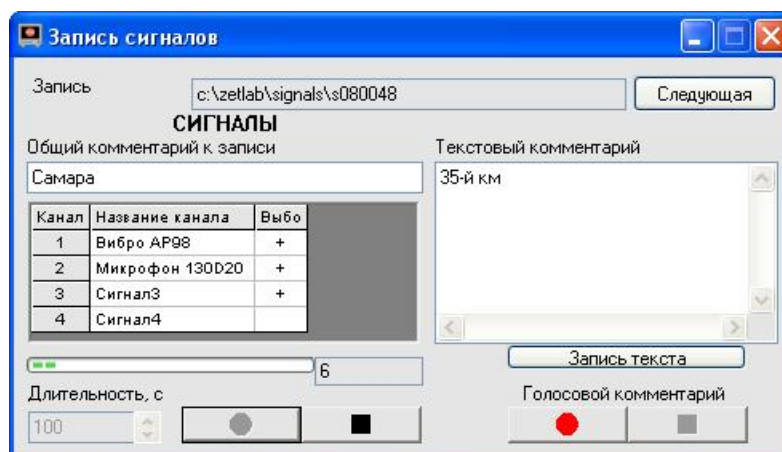 Запись сигналов
Запись c:\zetlab\signals\s080048 Следующая
СИГНАЛЫ
Общий комментарий к записи Текстовый комментарий
Самара 35-й км
Канал Название канала Выбо
1 Вибро AP98 +
2 Микрофон 130D20 +
3 Сигнал3 +
4 Сигнал4
6 Запись текста
Длительность, с Голосовой комментарий
100